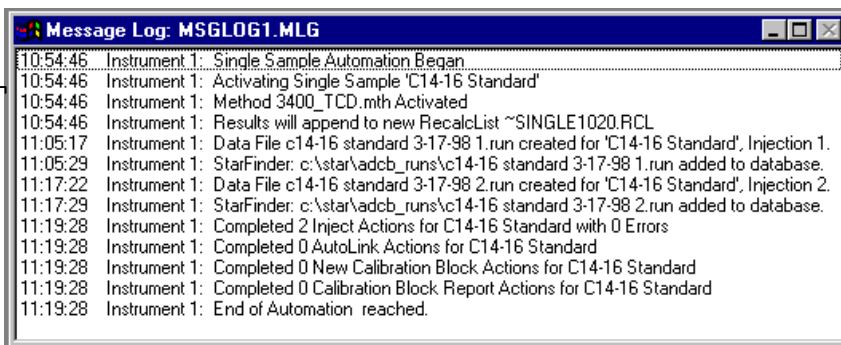 Message Log: MSGLOG1.MLG
10:54:46 Instrument 1: Single Sample Automation Began
10:54:46 Instrument 1: Activating Single Sample 'C14-16 Standard'
10:54:46 Instrument 1: Method 3400_TCD.mth Activated
10:54:46 Instrument 1: Results will append to new RecalcList ~SINGLE1020.RCL
11:05:17 Instrument 1: Data File c14-16 standard 3-17-98 1.run created for 'C14-16 Standard', Injection 1.
11:05:29 Instrument 1: StarFinder: c:\star\adcb_runs\c14-16 standard 3-17-98 1.run added to database.
11:17:22 Instrument 1: Data File c14-16 standard 3-17-98 2.run created for 'C14-16 Standard', Injection 2.
11:17:29 Instrument 1: StarFinder: c:\star\adcb_runs\c14-16 standard 3-17-98 2.run added to database.
11:19:28 Instrument 1: Completed 2 Inject Actions for C14-16 Standard with 0 Errors
11:19:28 Instrument 1: Completed 0 AutoLink Actions for C14-16 Standard
11:19:28 Instrument 1: Completed 0 New Calibration Block Actions for C14-16 Standard
11:19:28 Instrument 1: Completed 0 Calibration Block Report Actions for C14-16 Standard
11:19:28 Instrument 1: End of Automation reached.